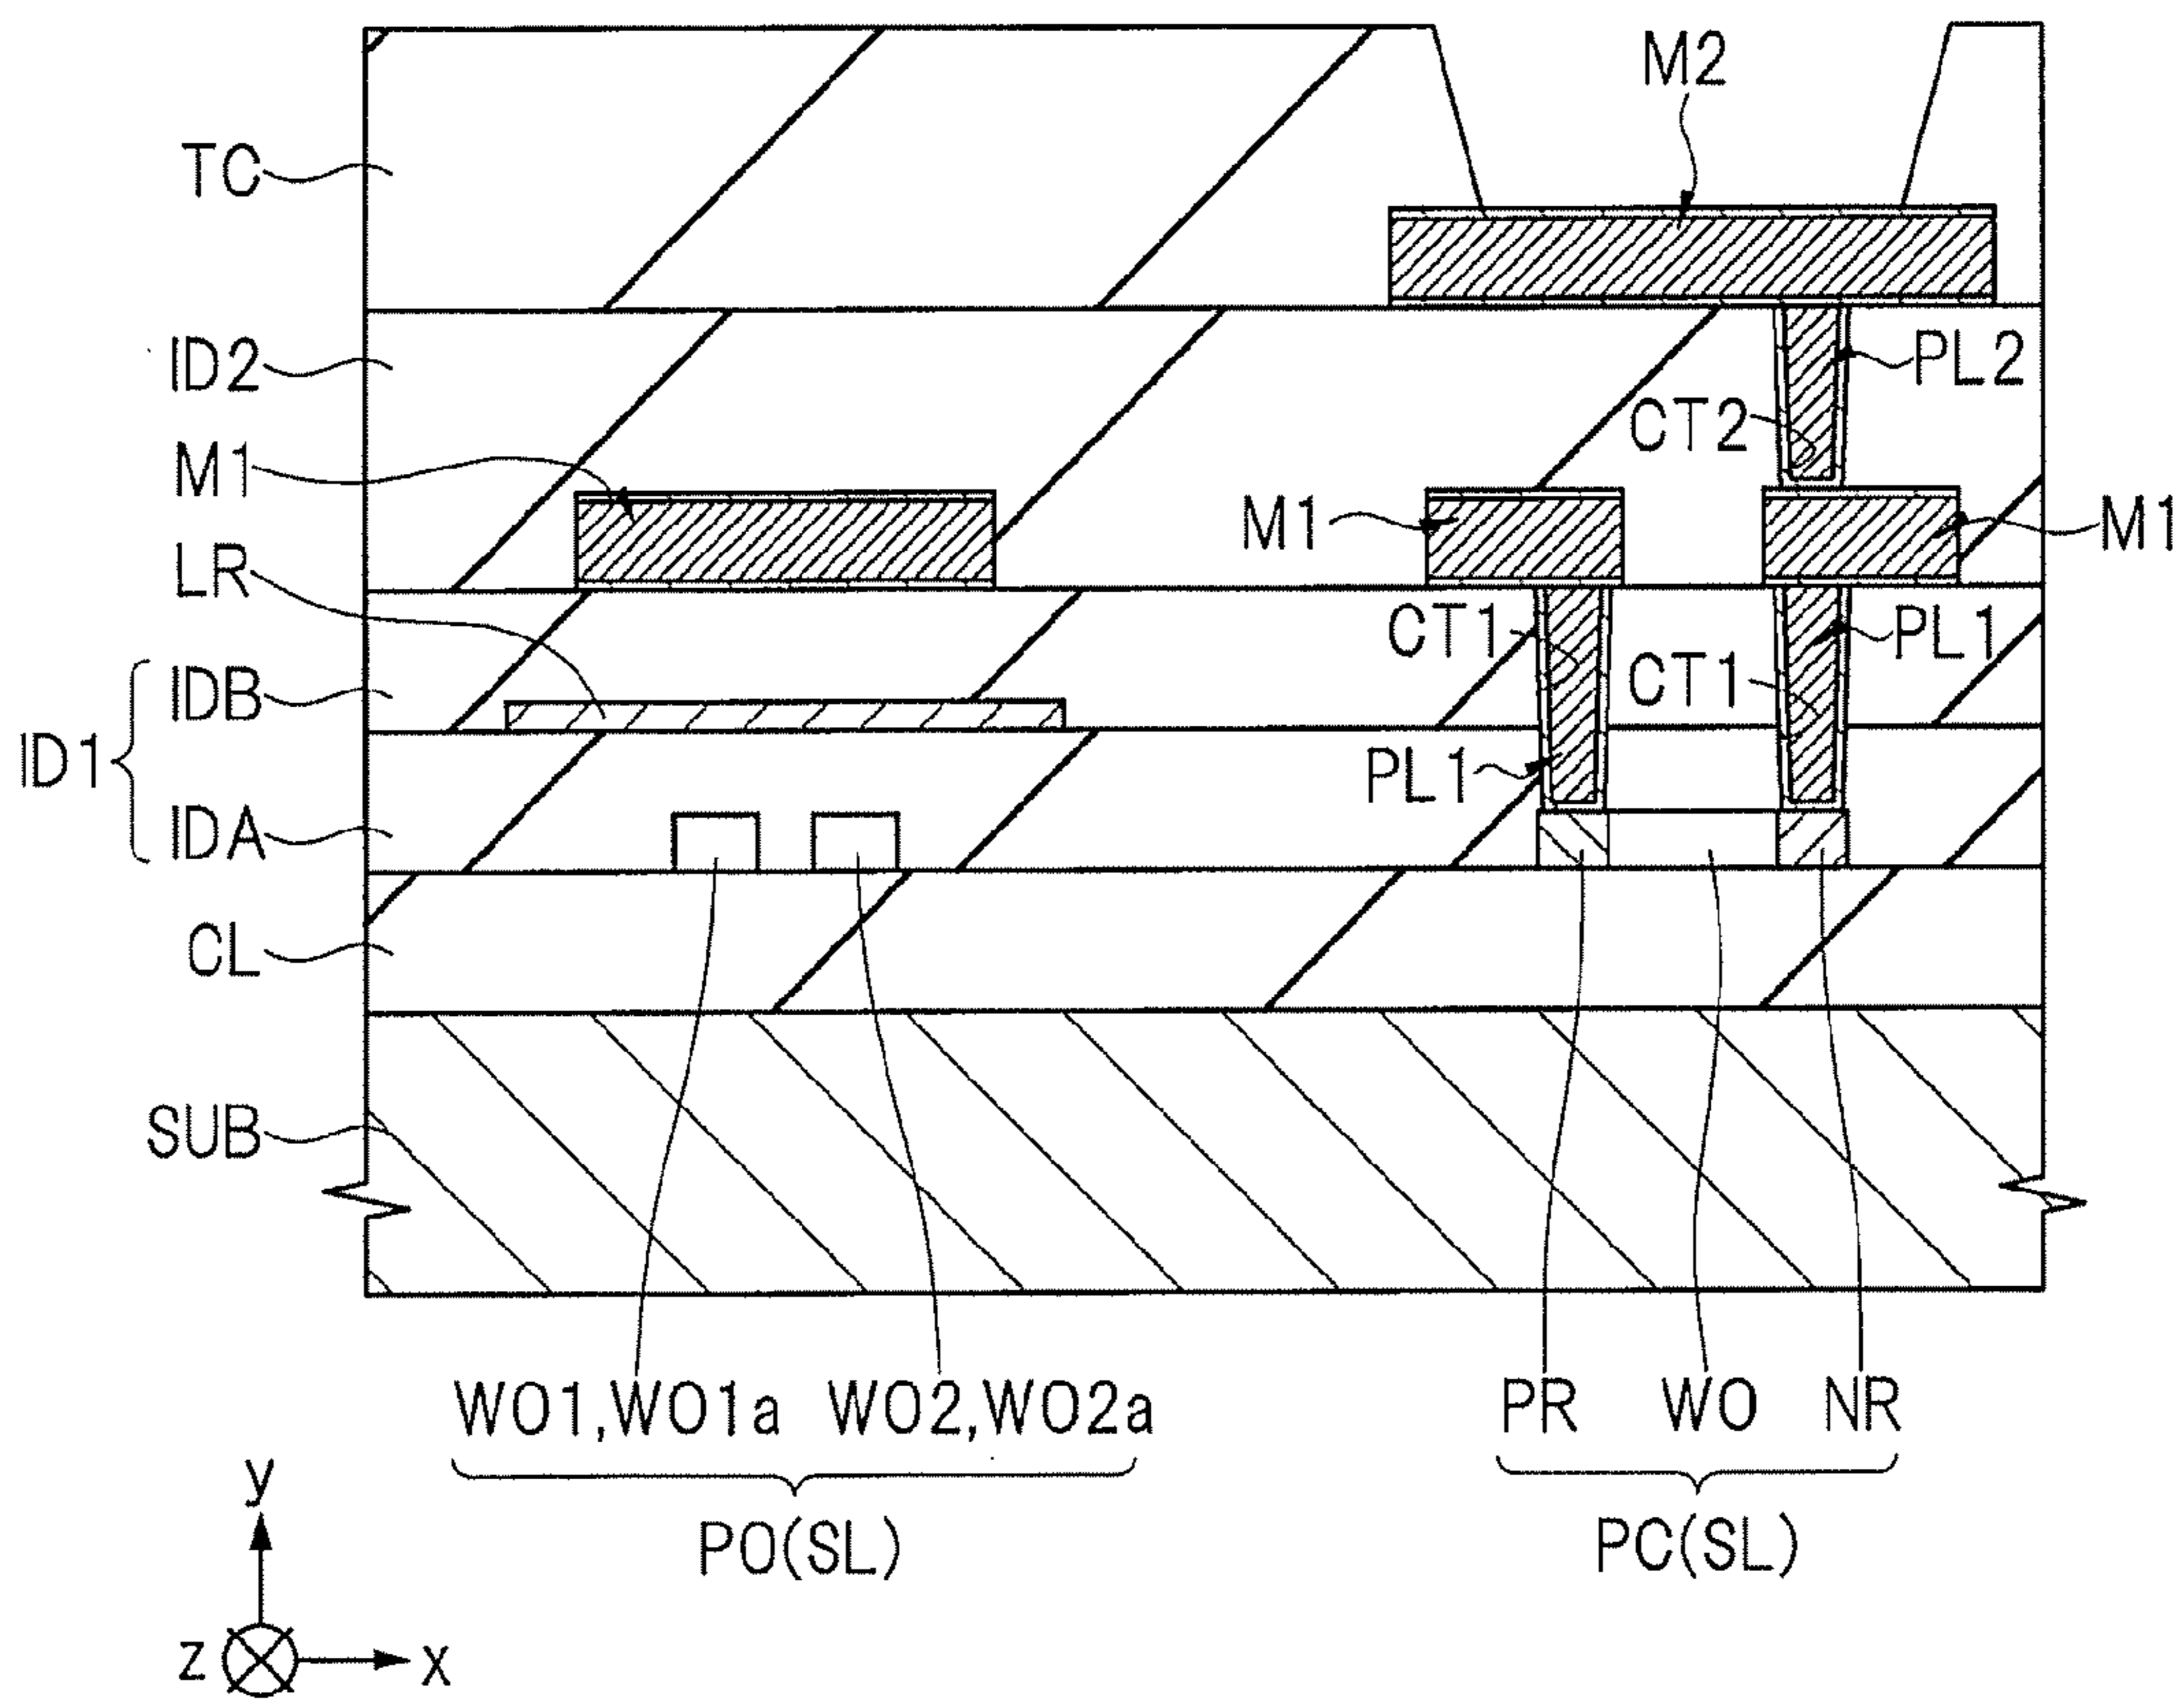 M2
TC
ID2
PL2
CT2
M1
M1
M1
LR
CT1
PL1
IDB
CT1
ID1
PL1
IDA
CL
SUB
WO1,WO1a WO2,WO2a
PR WO NR
PO(SL)
PC(SL)
y
z
x